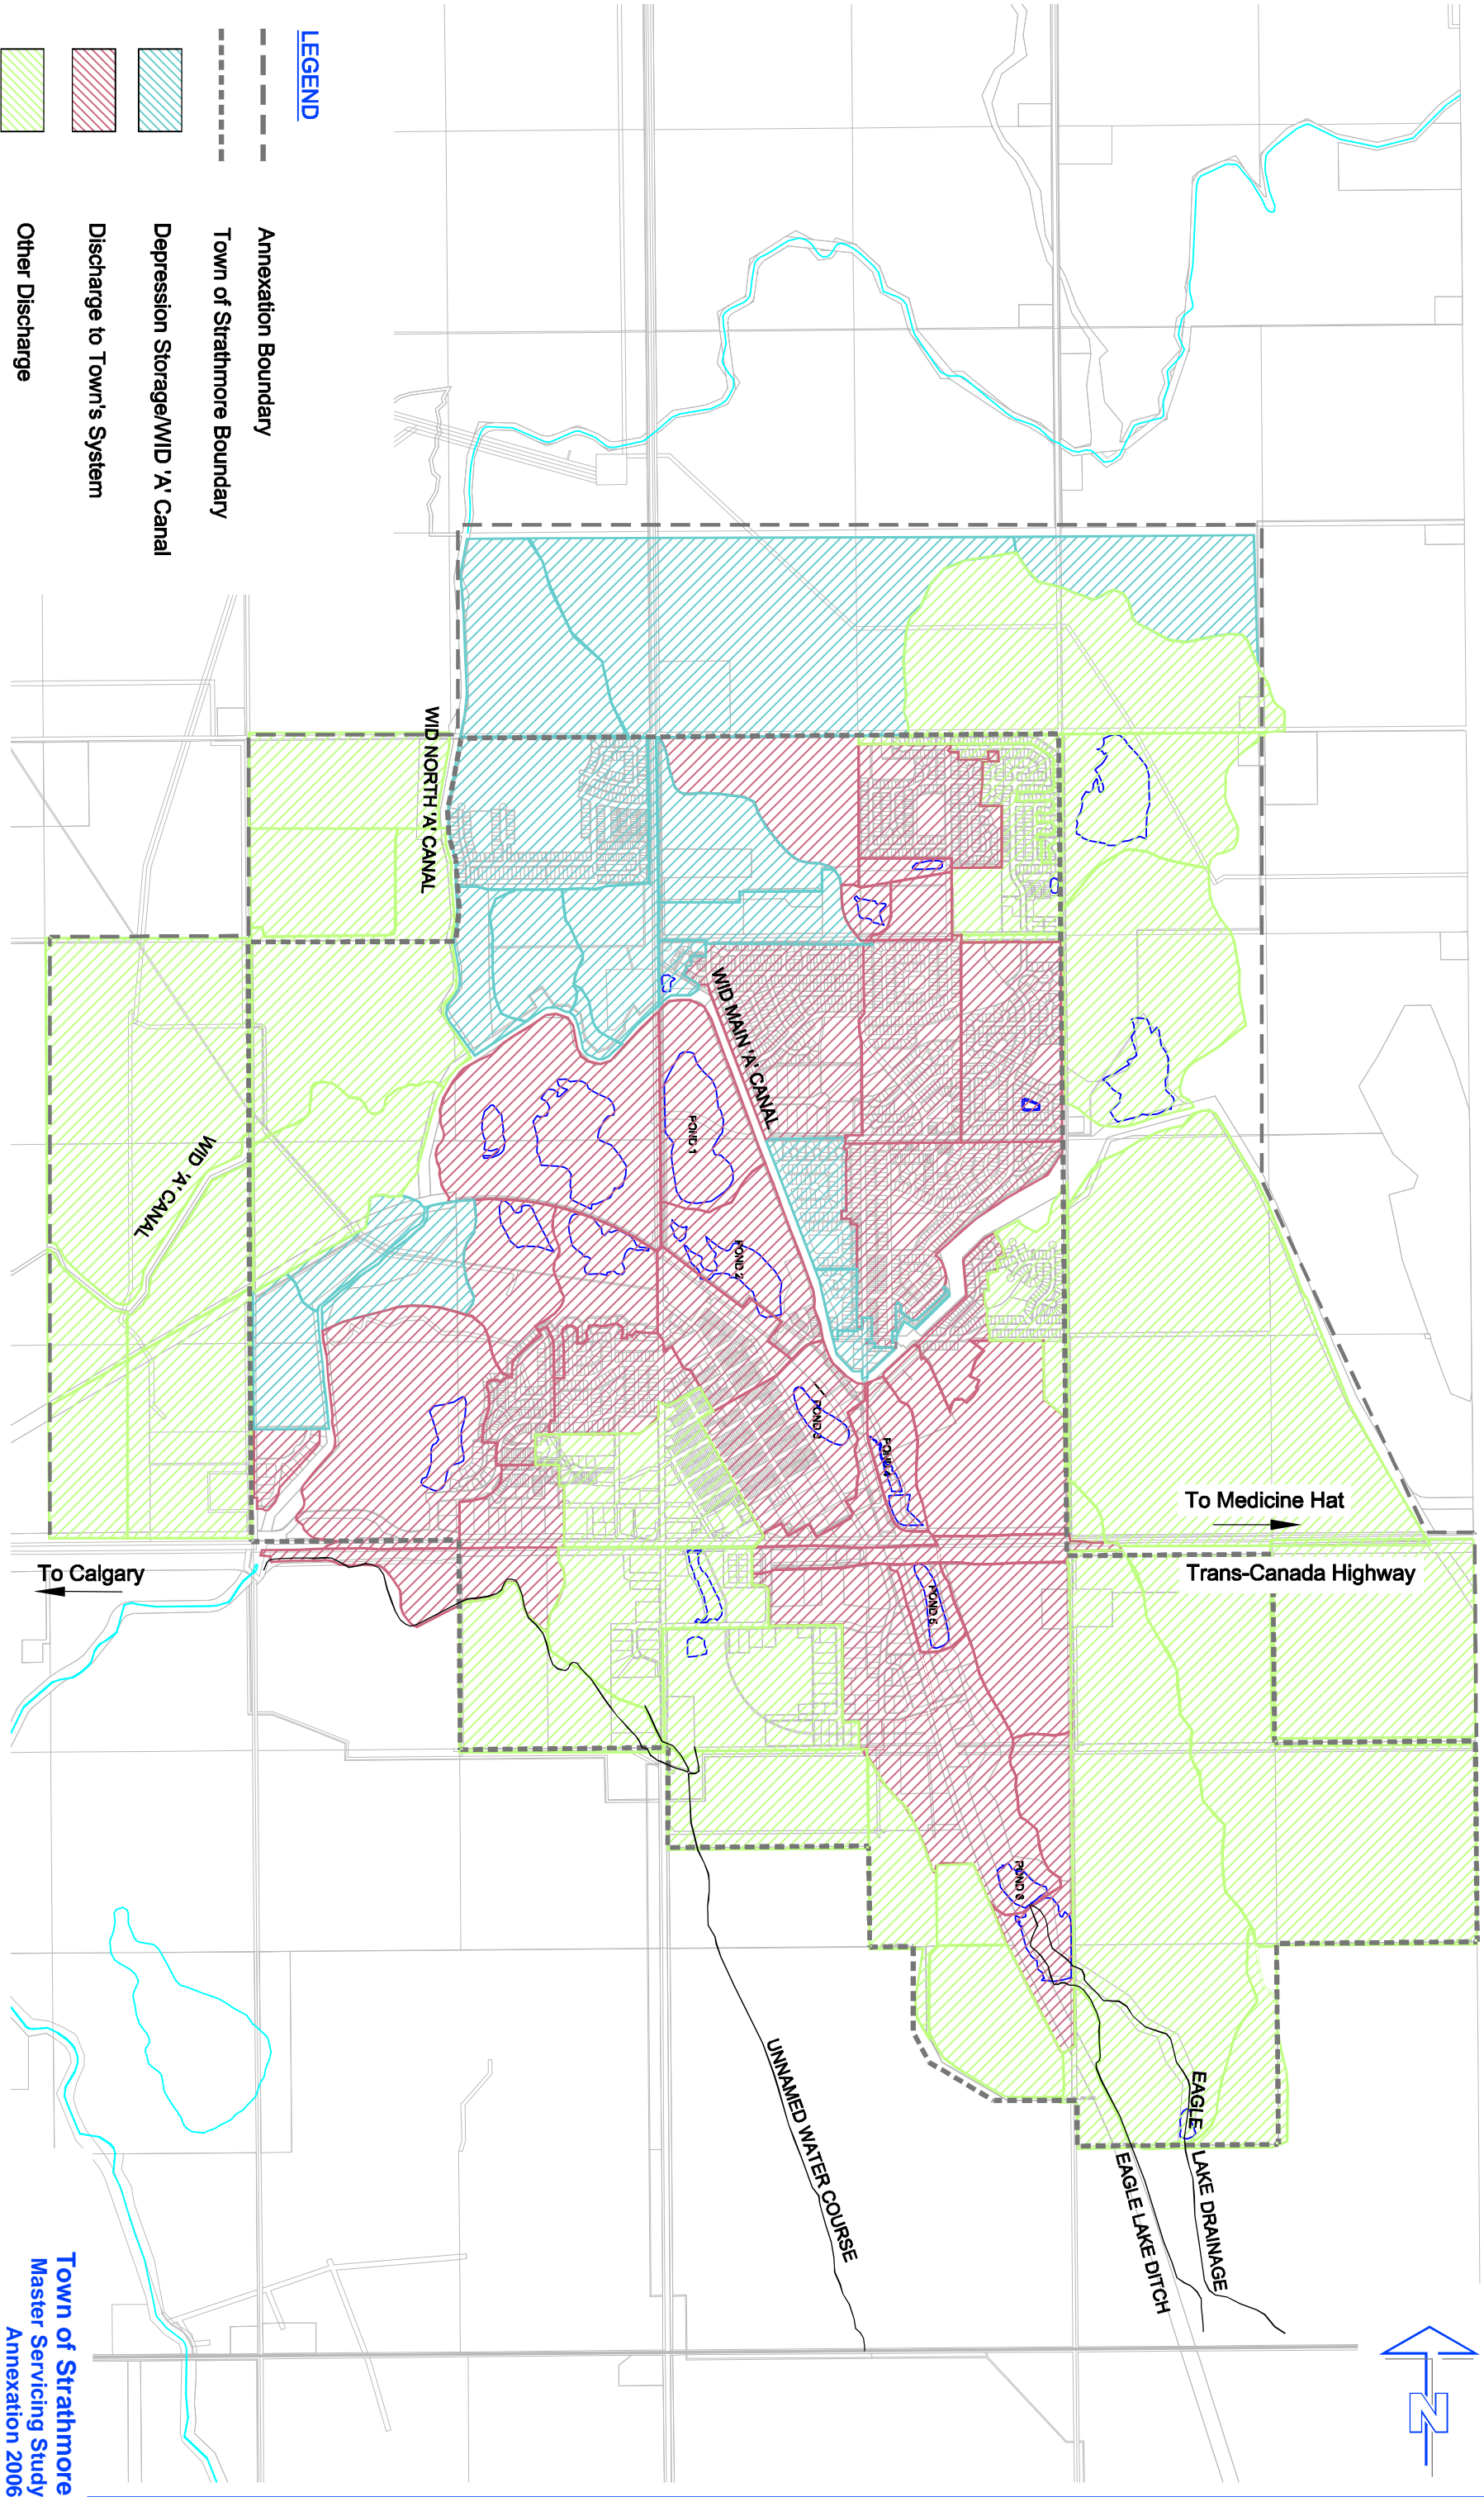 LEGEND
Annexation Boundary
Town of Strathmore Boundary
Depression Storage/WID 'A' Canal
Discharge to Town's System
Other Discharge
WID NORTH 'A' CANAL
WID MAIN 'A' CANAL
WID 'A' CANAL
POND 1
POND 2
POND 3
POND 4
POND 5
POND 6
To Medicine Hat
Trans-Canada Highway
To Calgary
UNNAMED WATER COURSE
EAGLE LAKE DITCH
EAGLE LAKE DRAINAGE
N
Town of Strathmore
Master Servicing Study
Annexation 2006